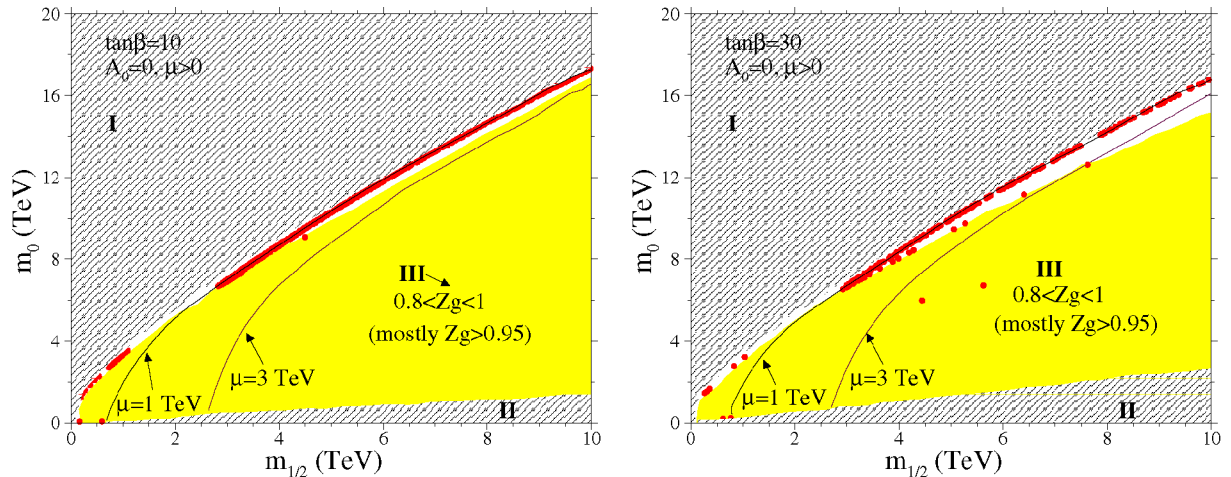 20
16
12
8
4
0
m0 (TeV)
tanβ=10
A0=0, μ>0
I
III
0.8<Zg<1
(mostly Zg>0.95)
μ=3 TeV
μ=1 TeV
II
0 2 4 6 8 10
m1/2 (TeV)
20
16
12
8
4
0
m0 (TeV)
tanβ=30
A0=0, μ>0
I
III
0.8<Zg<1
(mostly Zg>0.95)
μ=3 TeV
μ=1 TeV
II
0 2 4 6 8 10
m1/2 (TeV)